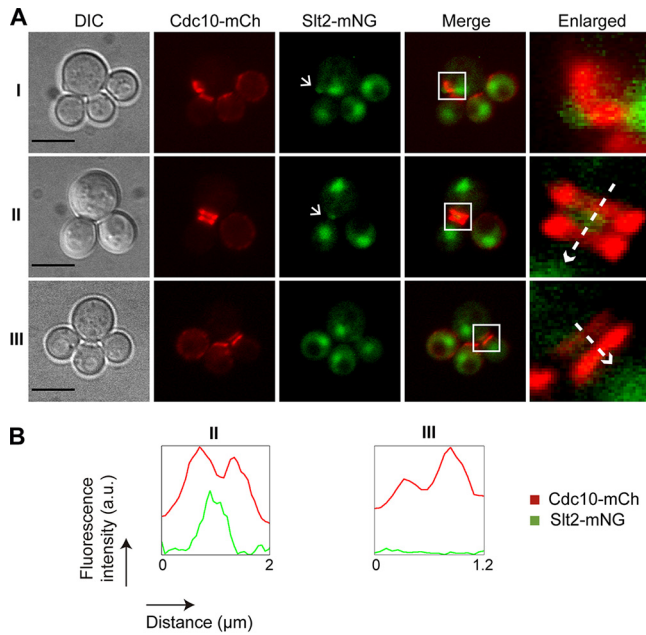 A
DIC Cdc10-mCh Slt2-mNG Merge Enlarged
I
II
III
B
II III
Fluorescence
intensity (a.u.)
0 2 0 1.2
Distance (µm)
Cdc10-mCh
Slt2-mNG